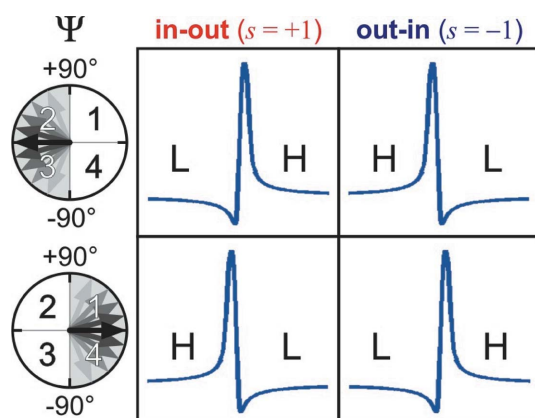 Ψ in-out (s = +1) out-in (s = –1)
+90°
2 1
3 4
-90°
L H H L
+90°
2 1
3 4
-90°
H L L H